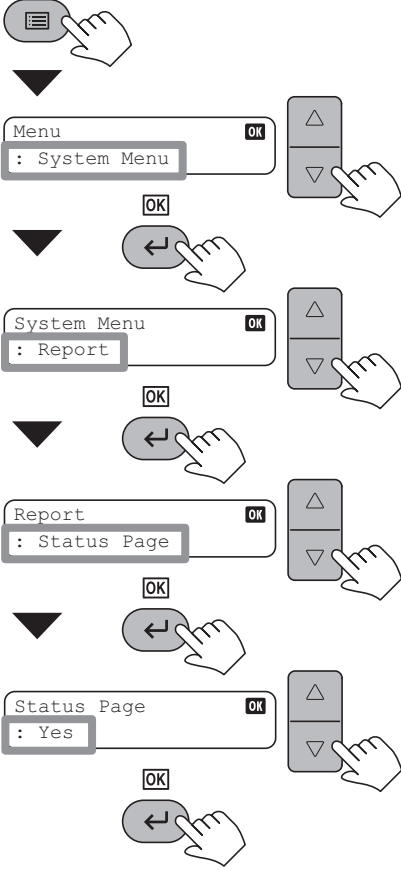 Menu OK
: System Menu
OK
System Menu OK
: Report
OK
Report OK
: Status Page
OK
Status Page OK
: Yes
OK